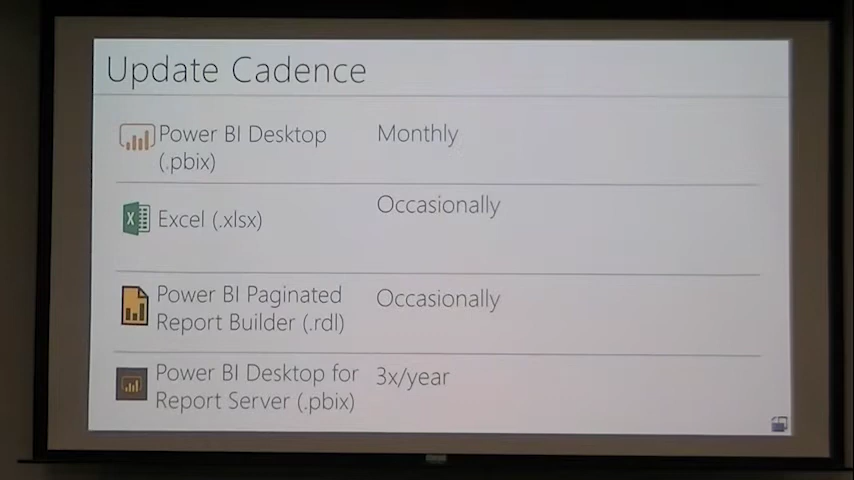 Update Cadence
Power BI Desktop
(.pbix)
Monthly
Excel (.xlsx)
Occasionally
Power BI Paginated
Report Builder (.rdl)
Occasionally
Power BI Desktop for
Report Server (.pbix)
3x/year